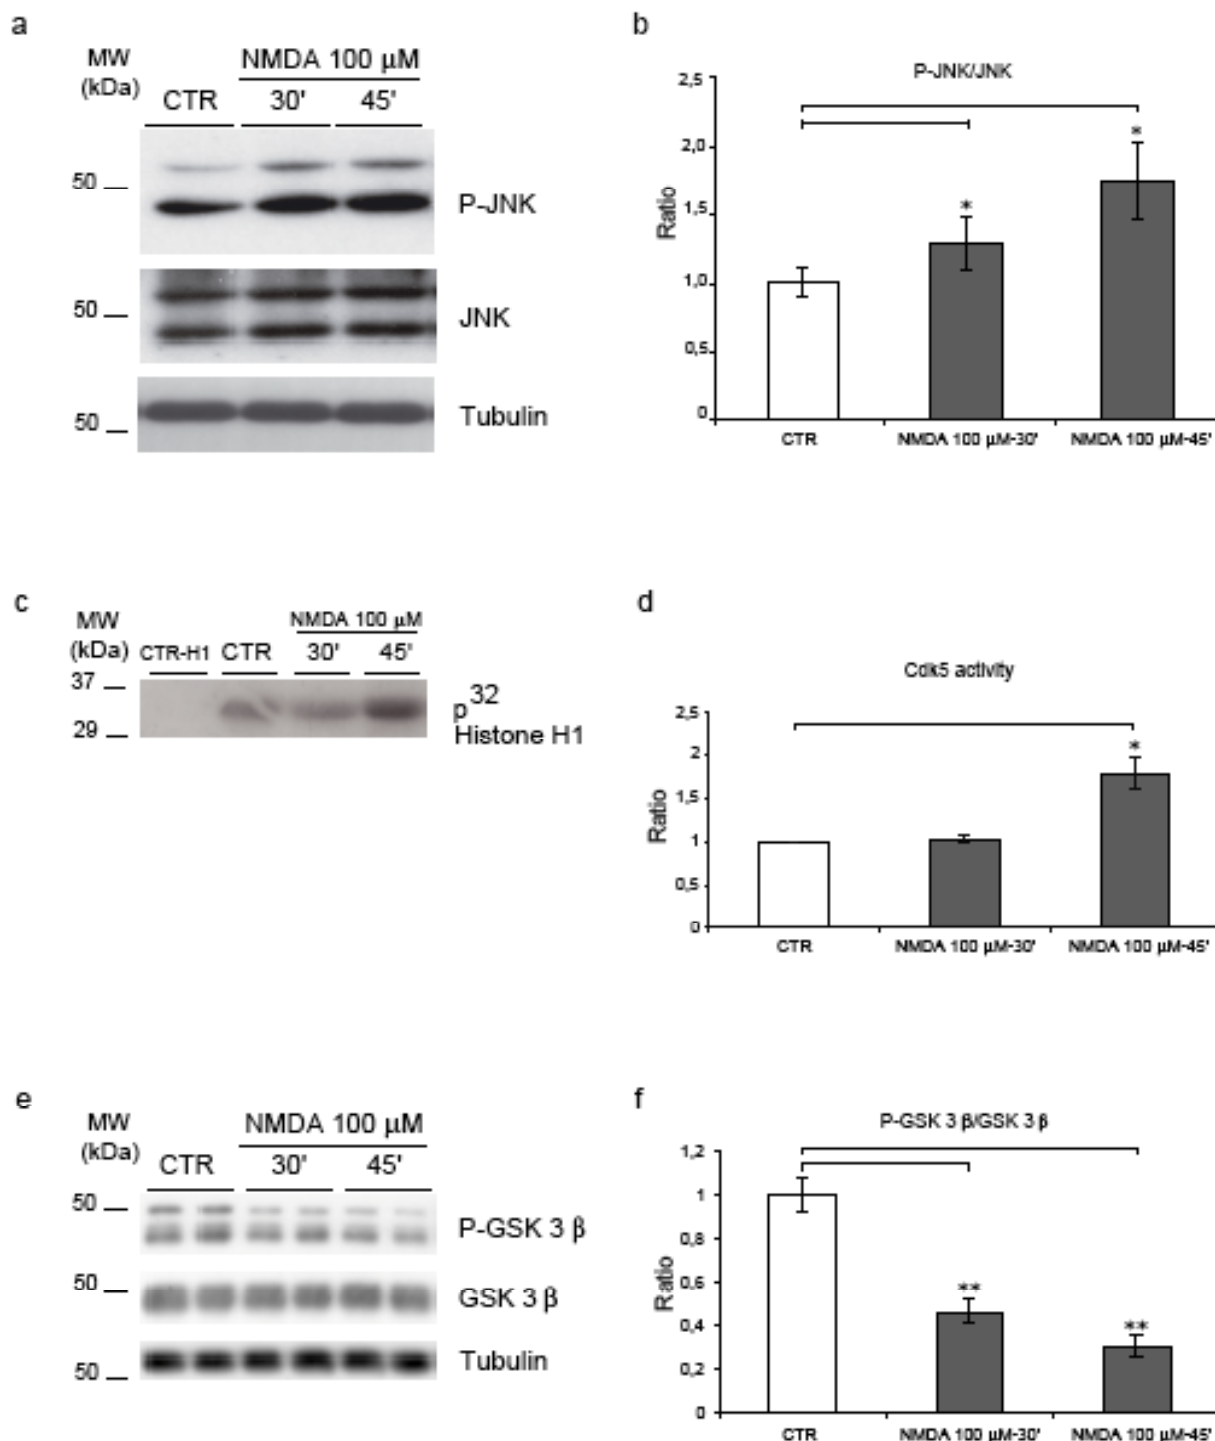 a
MW
(kDa)
NMDA 100 µM
CTR
30'
45'
50
P-JNK
50
JNK
50
Tubulin
b
P-JNK/JNK
2,5
2,0
1,5
1,0
0,5
0
Ratio
*
*
CTR
NMDA 100 µM-30'
NMDA 100 µM-45'
c
MW
(kDa)
NMDA 100 µM
CTR-H1
CTR
30'
45'
37
29
p32
Histone H1
d
Cdk5 activity
2,5
2
1,5
1
0,5
0
Ratio
*
CTR
NMDA 100 µM-30'
NMDA 100 µM-45'
e
MW
(kDa)
NMDA 100 µM
CTR
30'
45'
50
P-GSK 3 β
50
GSK 3 β
50
Tubulin
f
P-GSK 3 β/GSK 3 β
1,2
1
0,8
0,6
0,4
0,2
0
Ratio
**
**
CTR
NMDA 100 µM-30'
NMDA 100 µM-45'